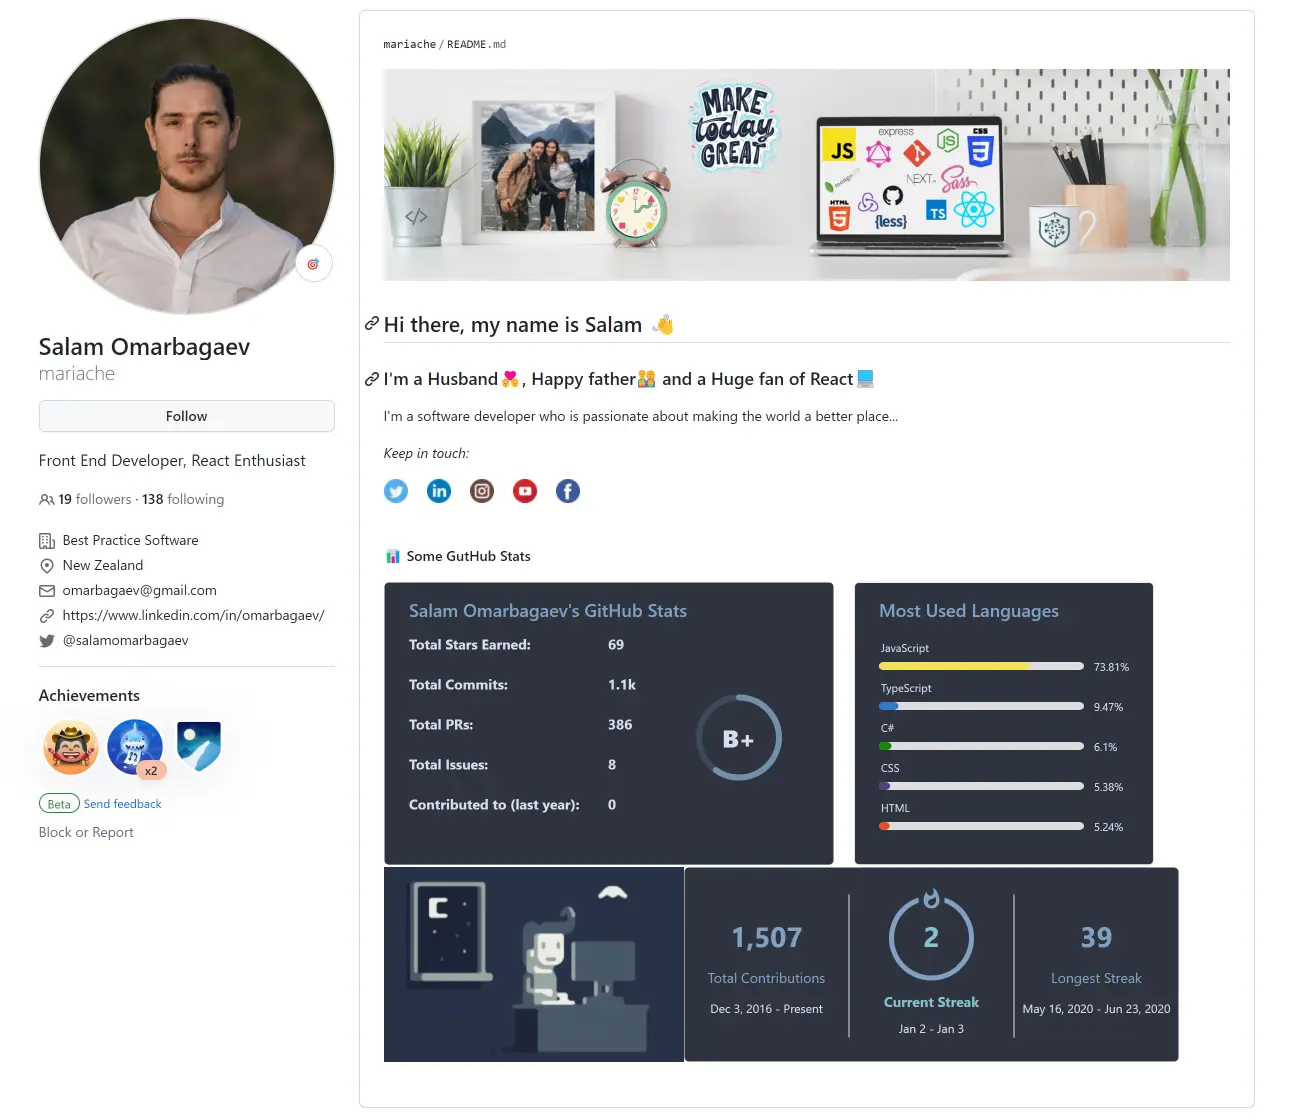 Salam Omarbagaev
mariache
Follow
Front End Developer, React Enthusiast
19 followers · 138 following
Best Practice Software
New Zealand
omarbagaev@gmail.com
https://www.linkedin.com/in/omarbagaev/
@salamomarbagaev
Achievements
x2
Beta Send feedback
Block or Report
mariache / README.md
MAKE
today
GREAT
</>
12
JS
express
CSS
3
mongo
NEXT
Sass
HTML
5
{less}
TS
Hi there, my name is Salam 👋
I'm a Husband💏, Happy father👨‍👩‍👧‍👦 and a Huge fan of React💻
I'm a software developer who is passionate about making the world a better place...
Keep in touch:
📊 Some GutHub Stats
Salam Omarbagaev's GitHub Stats
Total Stars Earned: 69
Total Commits: 1.1k
Total PRs: 386
Total Issues: 8
Contributed to (last year): 0
B+
Most Used Languages
JavaScript
73.81%
TypeScript
9.47%
C#
6.1%
CSS
5.38%
HTML
5.24%
1,507
Total Contributions
Dec 3, 2016 - Present
2
Current Streak
Jan 2 - Jan 3
39
Longest Streak
May 16, 2020 - Jun 23, 2020